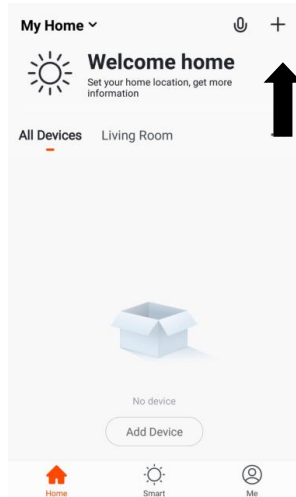 My Home
Welcome home
Set your home location, get more
information
All Devices Living Room
No device
Add Device
Home Smart Me